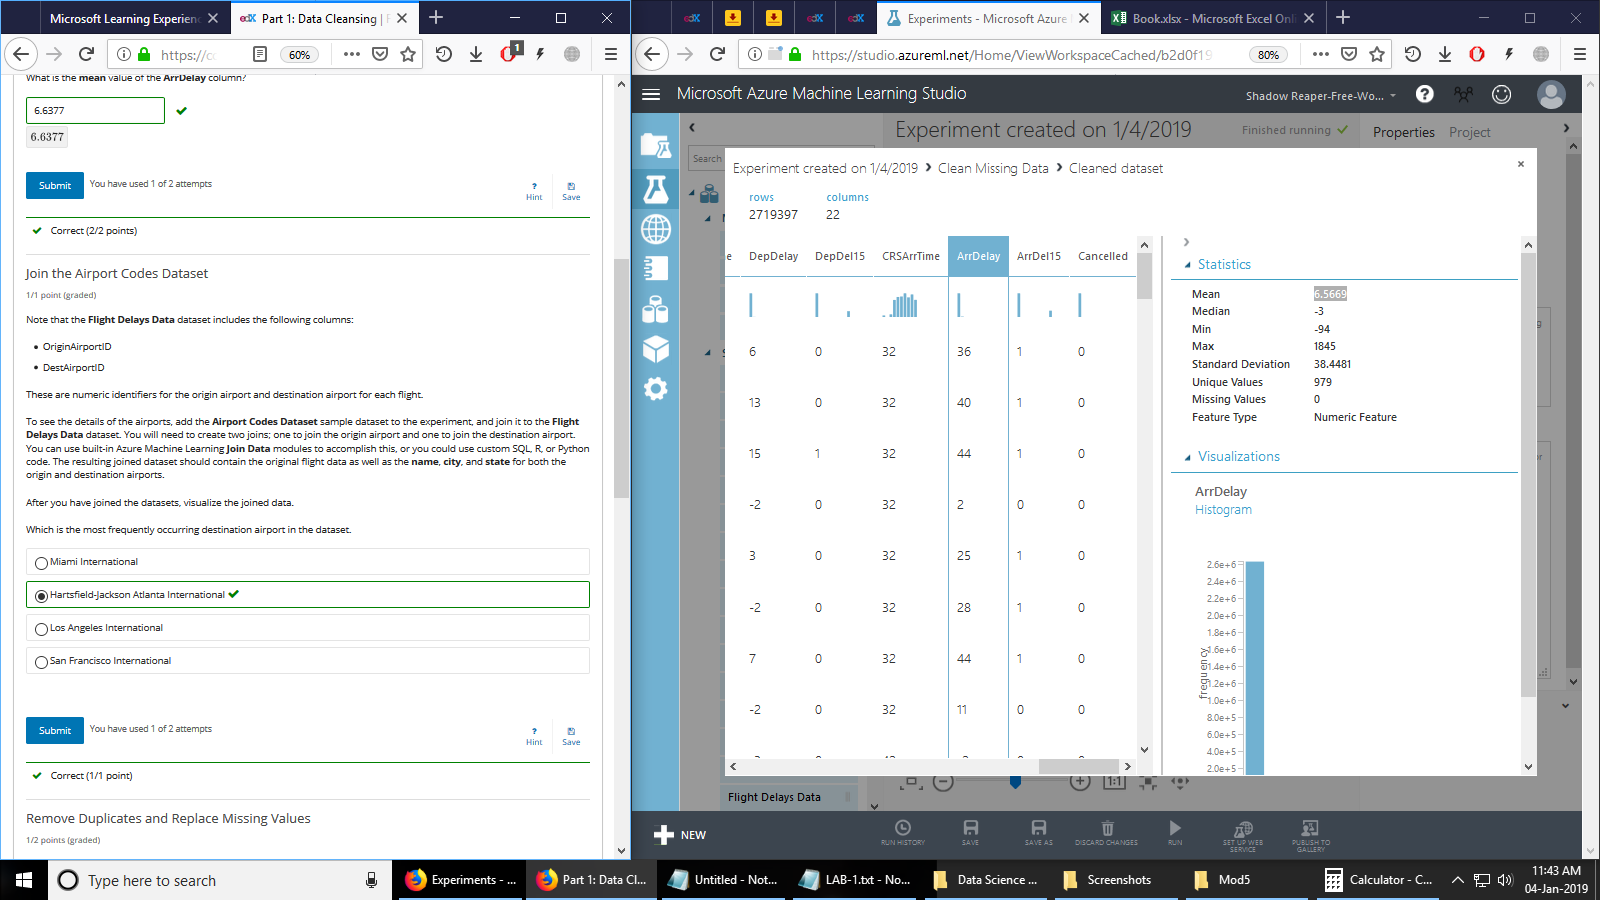 Microsoft Learning Experienc
edX Part 1: Data Cleansing |
https://c
60%
1
What is the mean value of the ArrDelay column?
6.6377
6.6377
Submit
You have used 1 of 2 attempts
? Hint
Save
Correct (2/2 points)
Join the Airport Codes Dataset
1/1 point (graded)
Note that the Flight Delays Data dataset includes the following columns:
• OriginAirportID
• DestAirportID
These are numeric identifiers for the origin airport and destination airport for each flight.
To see the details of the airports, add the Airport Codes Dataset sample dataset to the experiment, and join it to the Flight
Delays Data dataset. You will need to create two joins; one to join the origin airport and one to join the destination airport.
You can use built-in Azure Machine Learning Join Data modules to accomplish this, or you could use custom SQL, R, or Python
code. The resulting joined dataset should contain the original flight data as well as the name, city, and state for both the
origin and destination airports.
After you have joined the datasets, visualize the joined data.
Which is the most frequently occurring destination airport in the dataset.
Miami International
Hartsfield-Jackson Atlanta International
Los Angeles International
San Francisco International
Submit
You have used 1 of 2 attempts
? Hint
Save
Correct (1/1 point)
Remove Duplicates and Replace Missing Values
1/2 points (graded)
edX
edX
edX
Experiments - Microsoft Azure
Book.xlsx - Microsoft Excel Onl
https://studio.azureml.net/Home/ViewWorkspaceCached/b2d0f19
80%
Microsoft Azure Machine Learning Studio
Shadow Reaper-Free-Wo...
Experiment created on 1/4/2019
Finished running
Properties
Project
Search
Experiment created on 1/4/2019 > Clean Missing Data > Cleaned dataset
rows columns
2719397 22
e DepDelay DepDel15 CRSArrTime ArrDelay ArrDel15 Cancelled
6 0 32 36 1 0
13 0 32 40 1 0
15 1 32 44 1 0
-2 0 32 2 0 0
3 0 32 25 1 0
-2 0 32 28 1 0
7 0 32 44 1 0
-2 0 32 11 0 0
Statistics
Mean 6.5669
Median -3
Min -94
Max 1845
Standard Deviation 38.4481
Unique Values 979
Missing Values 0
Feature Type Numeric Feature
Visualizations
ArrDelay
Histogram
frequency
2.6e+6
2.4e+6
2.2e+6
2.0e+6
1.8e+6
1.6e+6
1.4e+6
1.2e+6
1.0e+6
8.0e+5
6.0e+5
4.0e+5
2.0e+5
Flight Delays Data
1:1
NEW
RUN HISTORY
SAVE
SAVE AS
DISCARD CHANGES
RUN
SET UP WEB SERVICE
PUBLISH TO GALLERY
Type here to search
Experiments - ...
Part 1: Data Cl...
Untitled - Not...
LAB-1.txt - No...
Data Science ...
Screenshots
Mod5
Calculator - C...
11:43 AM
04-Jan-2019